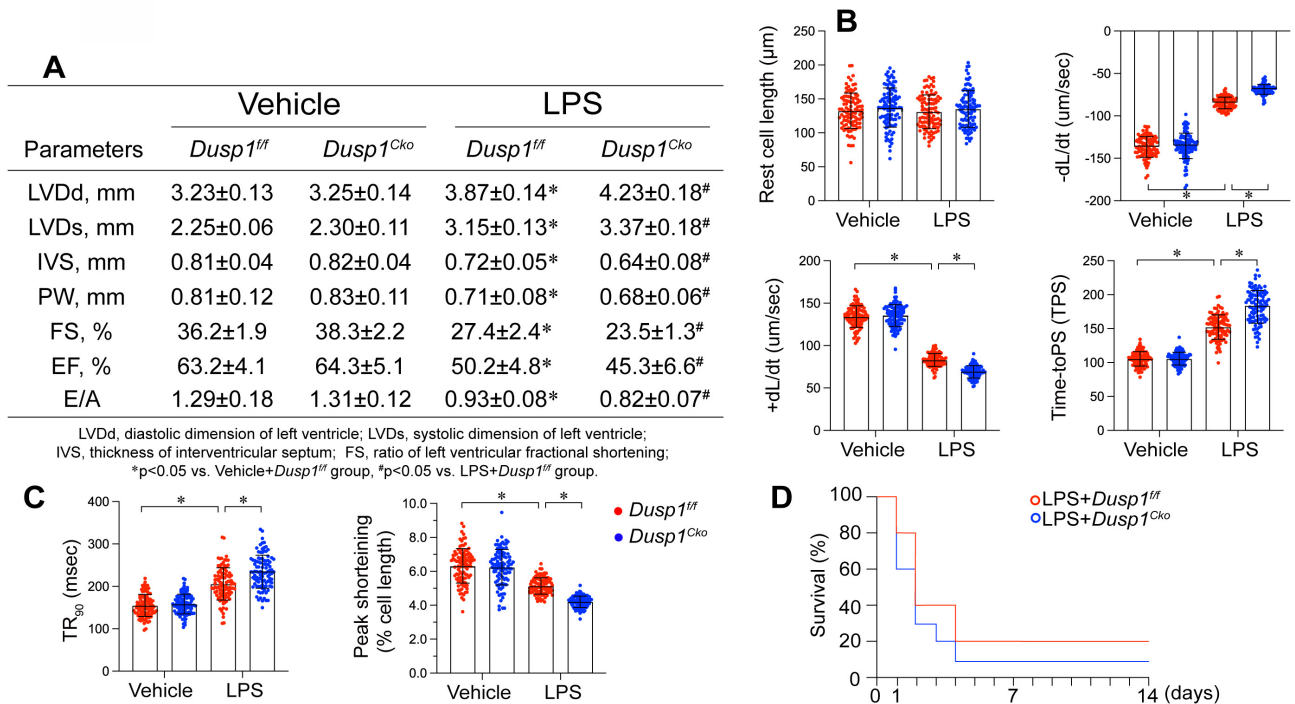 A
Vehicle LPS
Parameters Dusp1f/f Dusp1Cko Dusp1f/f Dusp1Cko
LVDd, mm 3.23±0.13 3.25±0.14 3.87±0.14* 4.23±0.18#
LVDs, mm 2.25±0.06 2.30±0.11 3.15±0.13* 3.37±0.18#
IVS, mm 0.81±0.04 0.82±0.04 0.72±0.05* 0.64±0.08#
PW, mm 0.81±0.12 0.83±0.11 0.71±0.08* 0.68±0.06#
FS, % 36.2±1.9 38.3±2.2 27.4±2.4* 23.5±1.3#
EF, % 63.2±4.1 64.3±5.1 50.2±4.8* 45.3±6.6#
E/A 1.29±0.18 1.31±0.12 0.93±0.08* 0.82±0.07#
LVDd, diastolic dimension of left ventricle; LVDs, systolic dimension of left ventricle;
IVS, thickness of interventricular septum; FS, ratio of left ventricular fractional shortening;
*p<0.05 vs. Vehicle+Dusp1f/f group, #p<0.05 vs. LPS+Dusp1f/f group.
B
Rest cell length (μm)
250
200
150
100
50
0
Vehicle LPS
-dL/dt (um/sec)
0
-50
-100
-150
-200
* *
Vehicle LPS
+dL/dt (um/sec)
200
150
100
50
0
* *
Vehicle LPS
Time-toPS (TPS)
250
200
150
100
50
0
* *
Vehicle LPS
C
TR90 (msec)
400
300
200
100
0
* *
Vehicle LPS
Peak shorteining
(% cell length)
10.0
8.0
6.0
4.0
2.0
0.0
* *
Vehicle LPS
Dusp1f/f
Dusp1Cko
D
Survival (%)
100
80
60
40
20
0
LPS+Dusp1f/f
LPS+Dusp1Cko
0 1 7 14 (days)